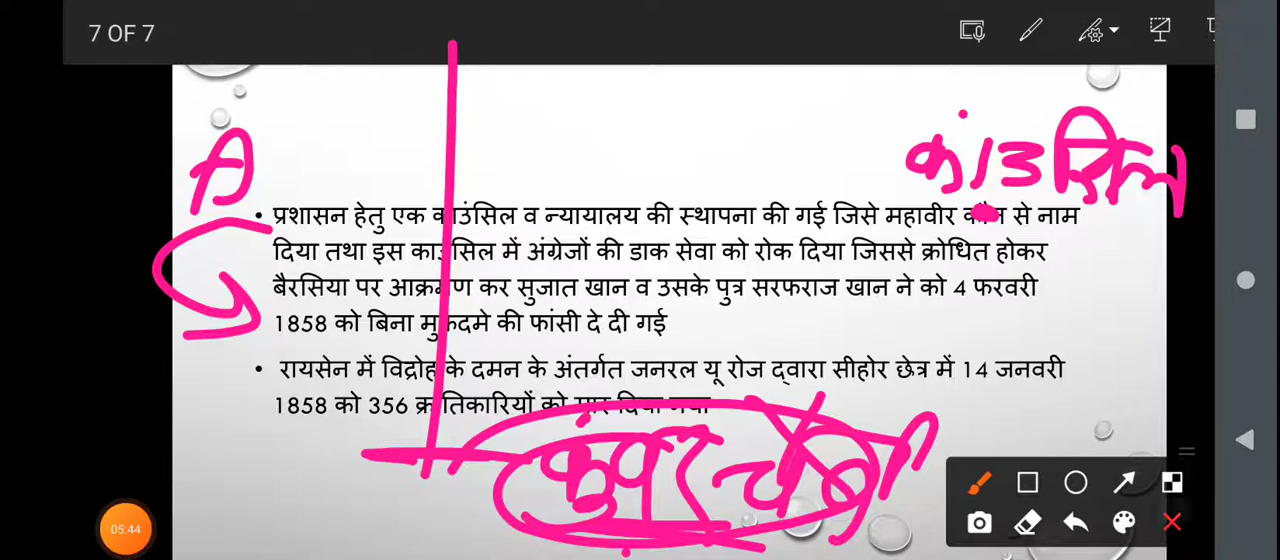 7 OF 7
A
कांउसिल
• प्रशासन हेतु एक काउंसिल व न्यायालय की स्थापना की गई जिसे महावीर कौन से नाम
दिया तथा इस काउंसिल में अंग्रेजों की डाक सेवा को रोक दिया जिससे क्रोधित होकर
बैरसिया पर आक्रमण कर सुजात खान व उसके पुत्र सरफराज खान ने को 4 फरवरी
1858 को बिना मुकदमे की फांसी दे दी गई
• रायसेन में विद्रोह के दमन के अंतर्गत जनरल यू रोज द्वारा सीहोर छेत्र में 14 जनवरी
1858 को 356 क्रांतिकारियों को मार दिया गया
कुंवर
05:44